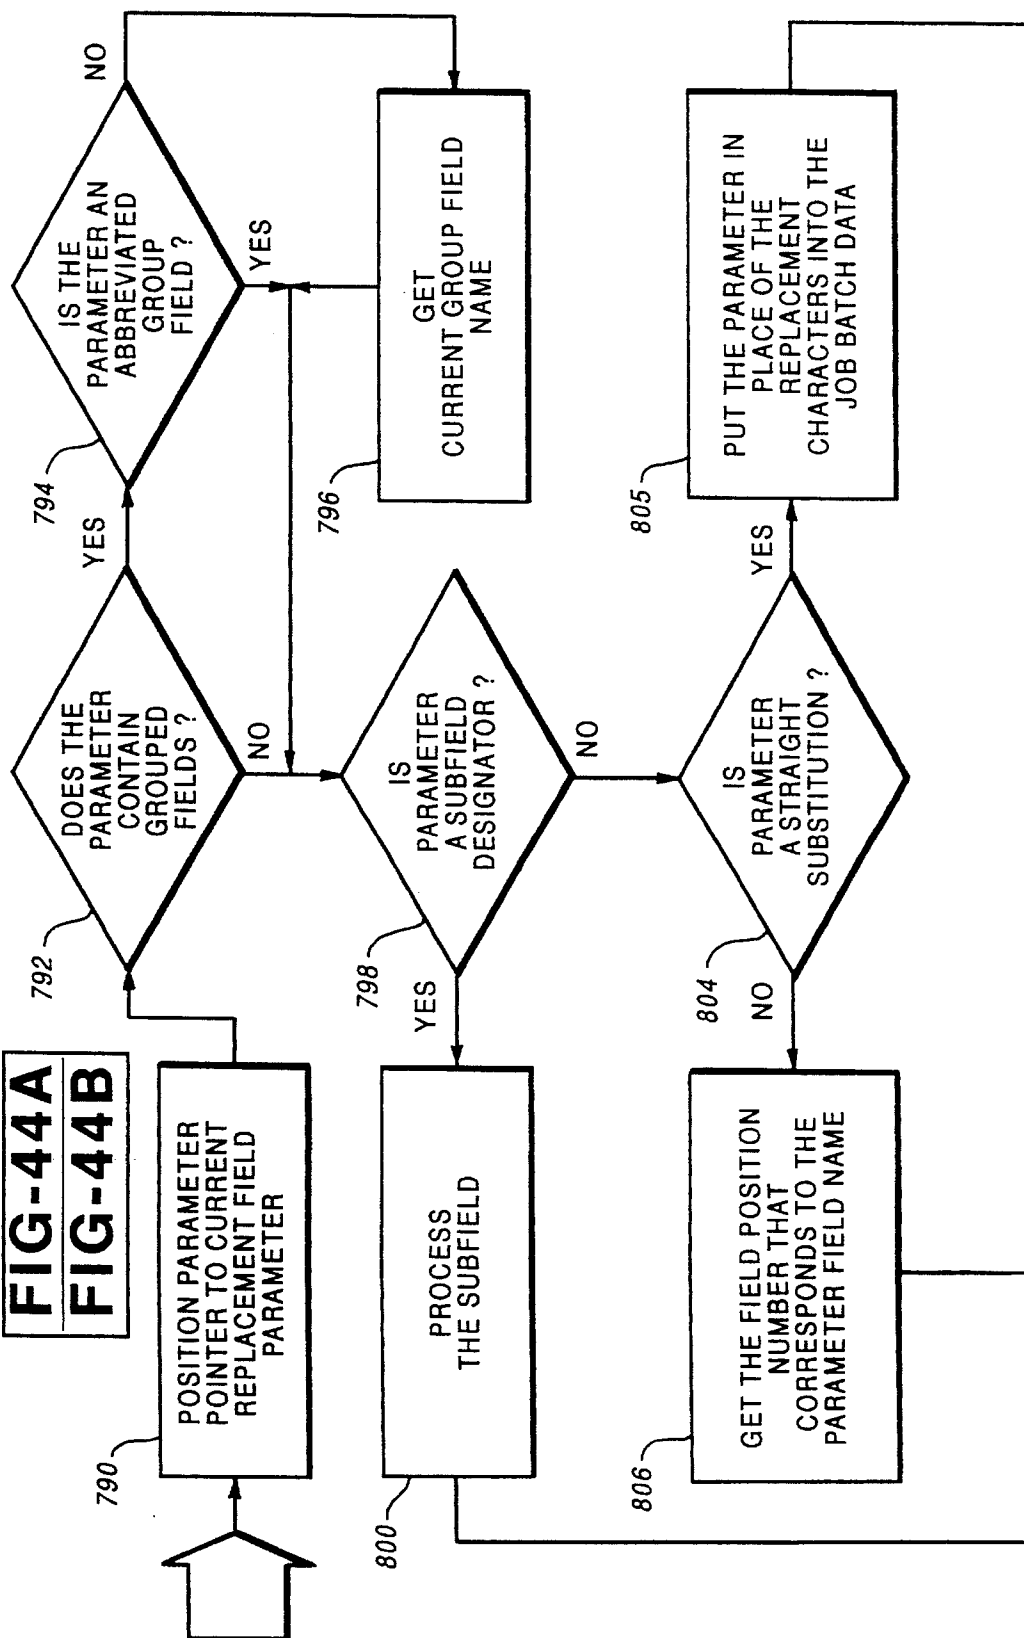 FIG-44A
FIG-44B
790
POSITION PARAMETER
POINTER TO CURRENT
REPLACEMENT FIELD
PARAMETER
792
DOES THE
PARAMETER
CONTAIN
GROUPED
FIELDS ?
YES
NO
794
IS THE
PARAMETER AN
ABBREVIATED
GROUP
FIELD ?
NO
YES
796
GET
CURRENT GROUP FIELD
NAME
798
IS
PARAMETER
A SUBFIELD
DESIGNATOR ?
YES
NO
800
PROCESS
THE SUBFIELD
804
IS
PARAMETER
A STRAIGHT
SUBSTITUTION ?
NO
YES
805
PUT THE PARAMETER IN
PLACE OF THE
REPLACEMENT
CHARACTERS INTO THE
JOB BATCH DATA
806
GET THE FIELD POSITION
NUMBER THAT
CORRESPONDS TO THE
PARAMETER FIELD NAME